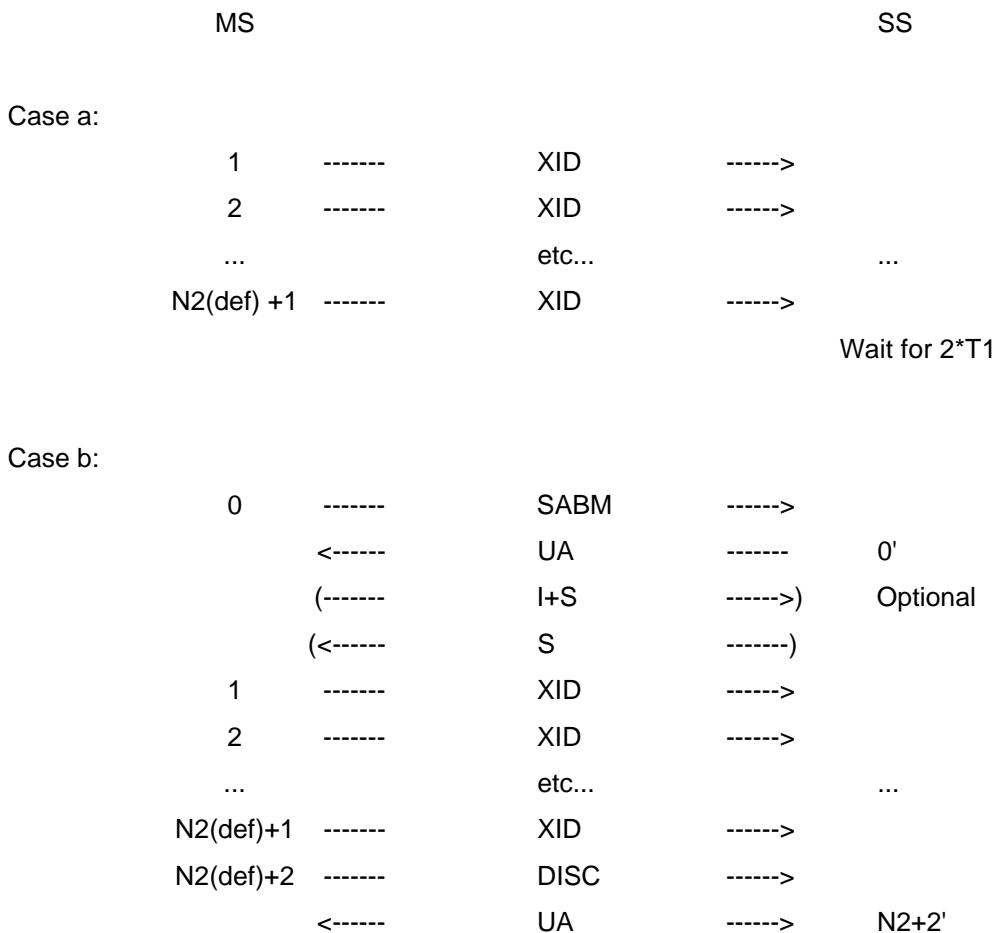 MS SS
Case a:
1 ------- XID ------>
2 ------- XID ------>
... etc... ...
N2(def) +1 ------- XID ------>
Wait for 2*T1
Case b:
0 ------- SABM ------>
<------ UA ------- 0'
(------- I+S ------>) Optional
(<------ S -------)
1 ------- XID ------>
2 ------- XID ------>
... etc... ...
N2(def)+1 ------- XID ------>
N2(def)+2 ------- DISC ------>
<------ UA ------> N2+2'